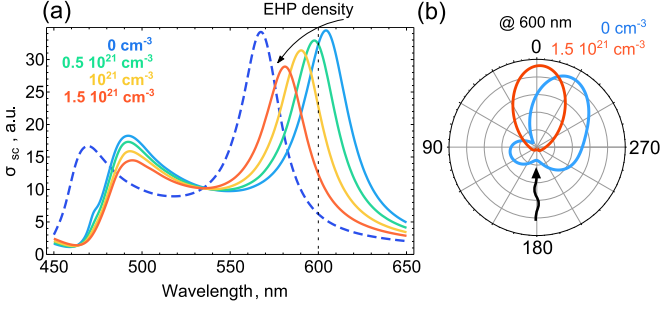 (a)
EHP density
0 cm-3
0.5 10²¹ cm-3
10²¹ cm-3
1.5 10²¹ cm-3
σ sc, a.u.
35
30
25
20
15
10
5
0
450 500 550 600 650
Wavelength, nm
(b)
@ 600 nm
0 cm-3
1.5 10²¹ cm-3
0
90
270
180